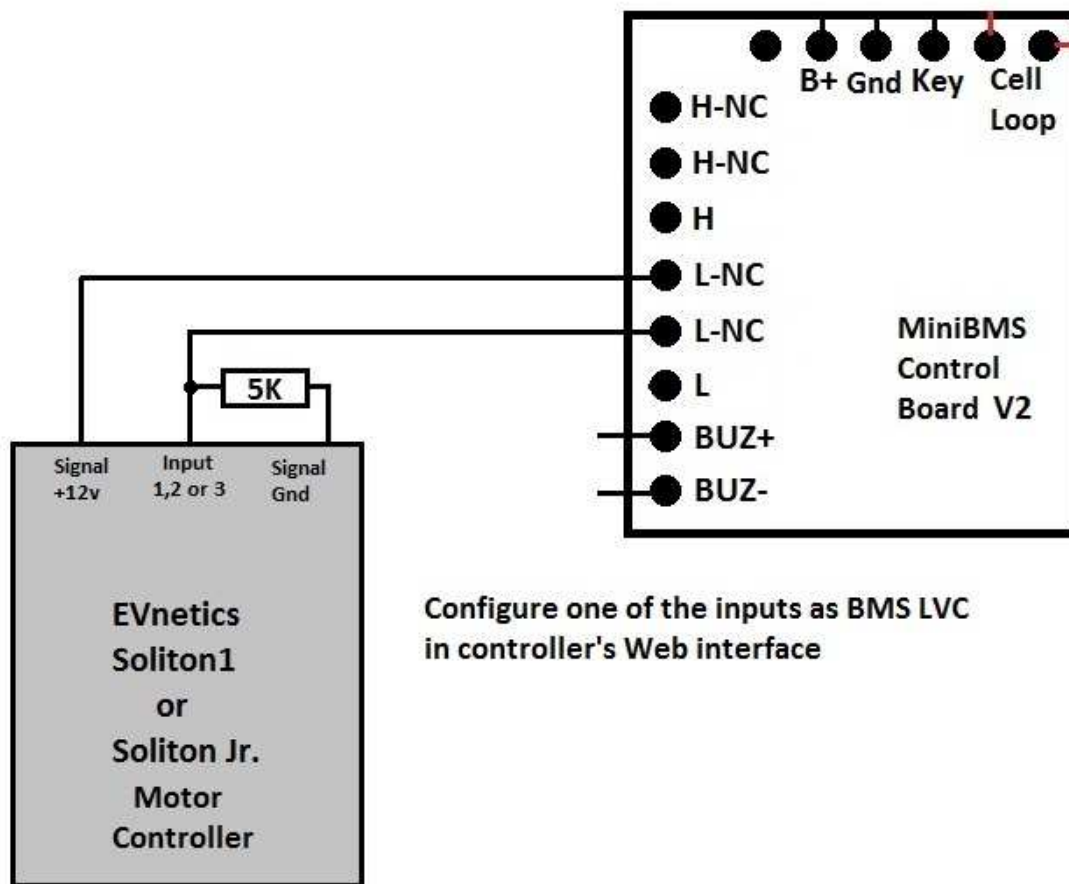 B+ Gnd Key Cell
Loop
H-NC
H-NC
H
L-NC
L-NC
L
BUZ+
BUZ-
MiniBMS
Control
Board V2
5K
Signal
+12v
Input
1,2 or 3
Signal
Gnd
EVnetics
Soliton1
or
Soliton Jr.
Motor
Controller
Configure one of the inputs as BMS LVC
in controller's Web interface